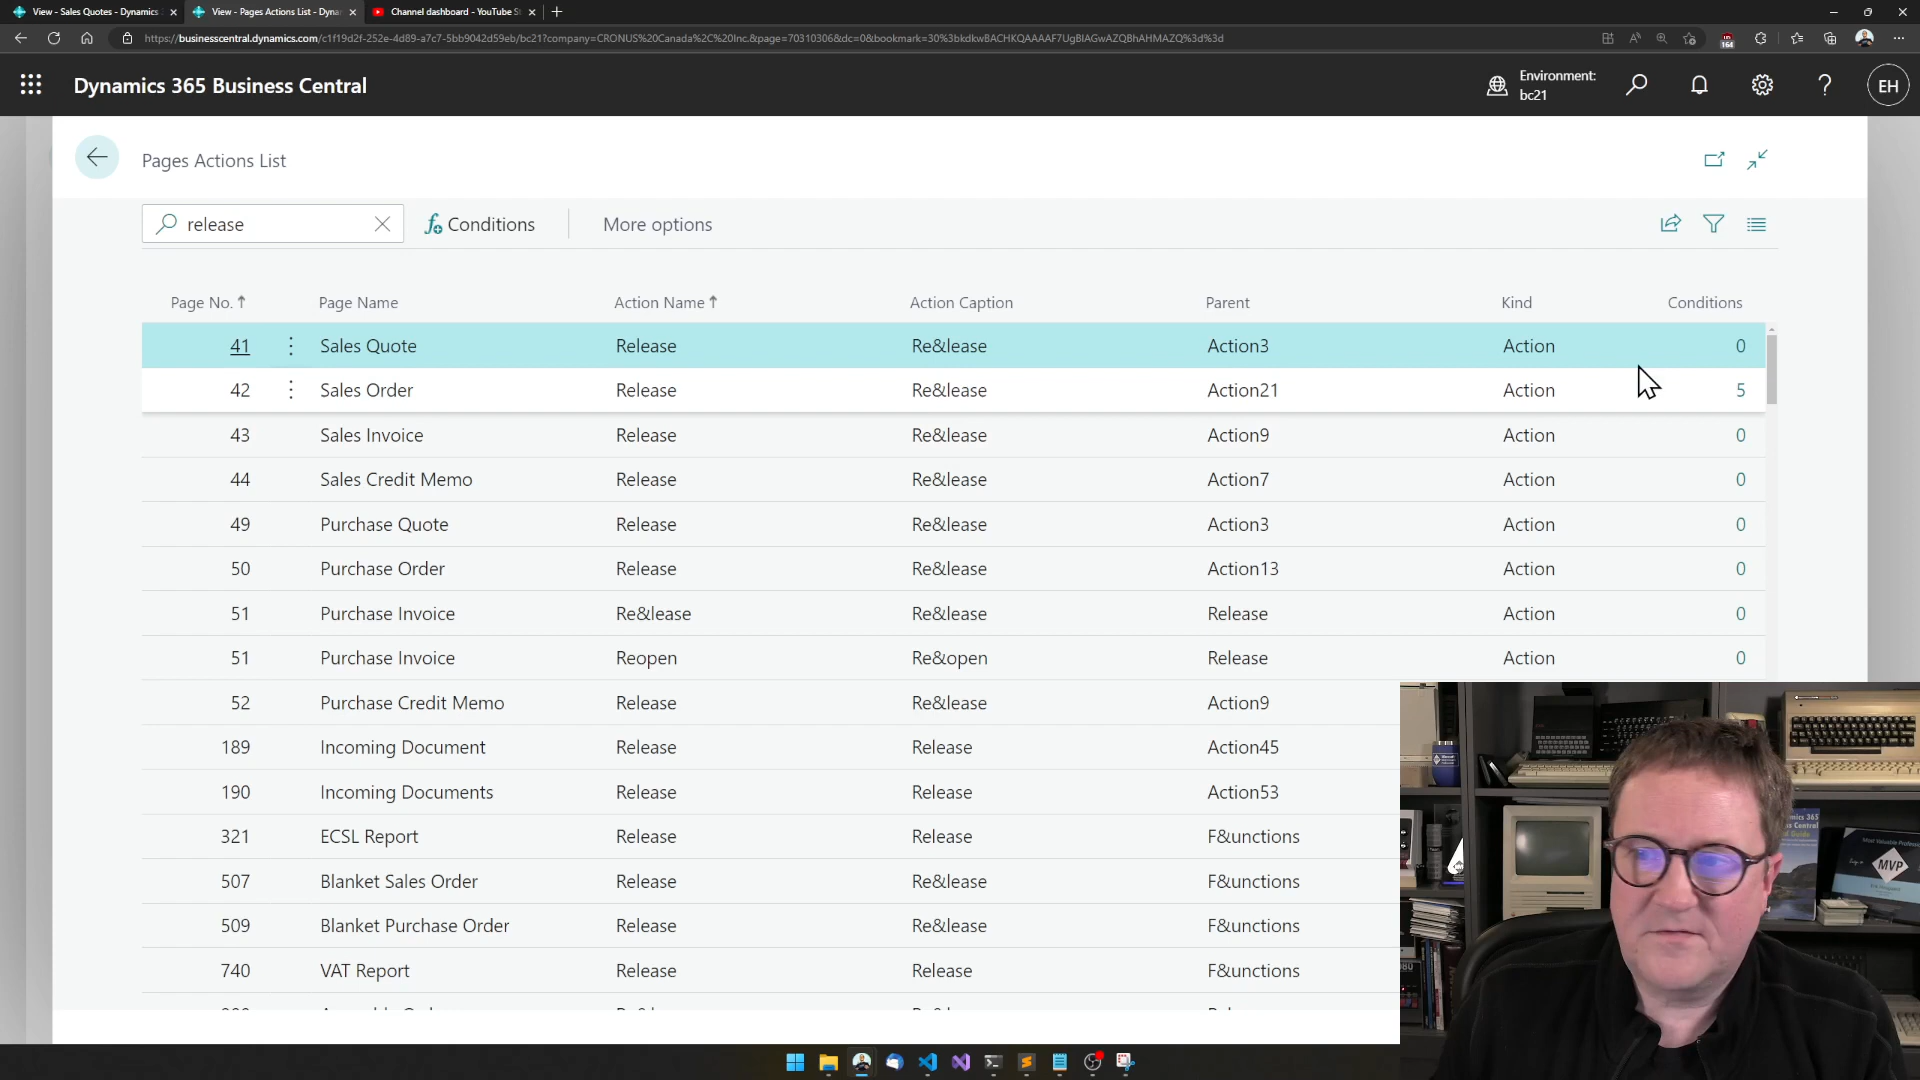 View - Sales Quotes - Dynamics
View - Pages Actions List - Dyna
Channel dashboard - YouTube S
https://businesscentral.dynamics.com/c1f19d2f-252e-4d89-a7c7-5bb9042d59eb/bc21?company=CRONUS%20Canada%2C%20Inc.&page=70310306&dc=0&bookmark=30%3bkdkwBACHKQAAAAF7UgBlAGwAZQBhAHMAZQ%3d%3d
164
Dynamics 365 Business Central
Environment:
bc21
EH
Pages Actions List
release
Conditions
More options
Page No. Page Name Action Name Action Caption Parent Kind Conditions
41 Sales Quote Release Re&lease Action3 Action 0
42 Sales Order Release Re&lease Action21 Action 5
43 Sales Invoice Release Re&lease Action9 Action 0
44 Sales Credit Memo Release Re&lease Action7 Action 0
49 Purchase Quote Release Re&lease Action3 Action 0
50 Purchase Order Release Re&lease Action13 Action 0
51 Purchase Invoice Re&lease Re&lease Release Action 0
51 Purchase Invoice Reopen Re&open Release Action 0
52 Purchase Credit Memo Release Re&lease Action9
189 Incoming Document Release Release Action45
190 Incoming Documents Release Release Action53
321 ECSL Report Release Release F&unctions
507 Blanket Sales Order Release Re&lease F&unctions
509 Blanket Purchase Order Release Re&lease F&unctions
740 VAT Report Release Release F&unctions
MVP